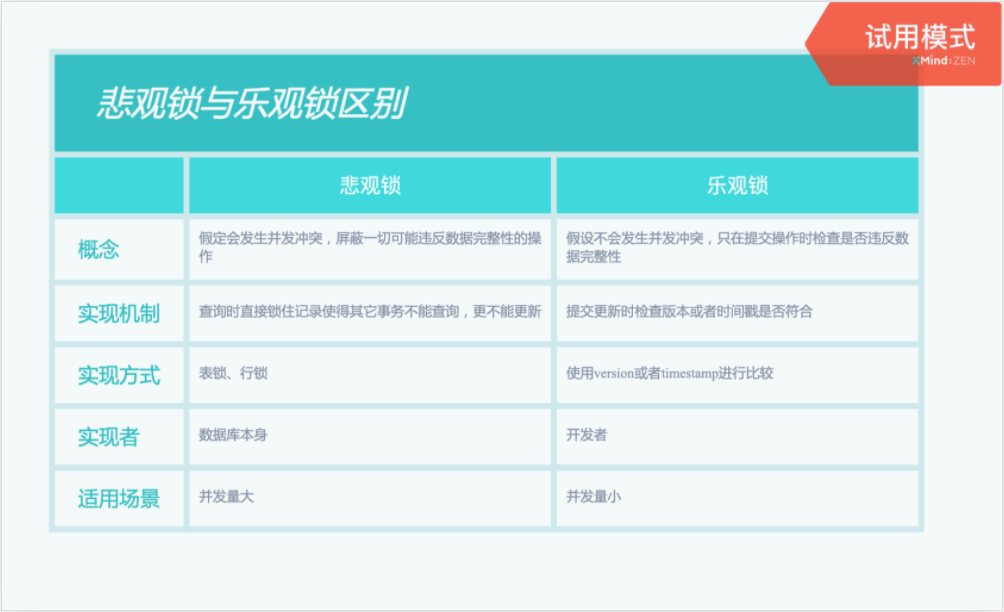 试用模式
XMind:ZEN
悲观锁与乐观锁区别
悲观锁
乐观锁
概念
假定会发生并发冲突，屏蔽一切可能违反数据完整性的操
作
假设不会发生并发冲突，只在提交操作时检查是否违反数
据完整性
实现机制
查询时直接锁住记录使得其它事务不能查询，更不能更新
提交更新时检查版本或者时间戳是否符合
实现方式
表锁、行锁
使用version或者timestamp进行比较
实现者
数据库本身
开发者
适用场景
并发量大
并发量小